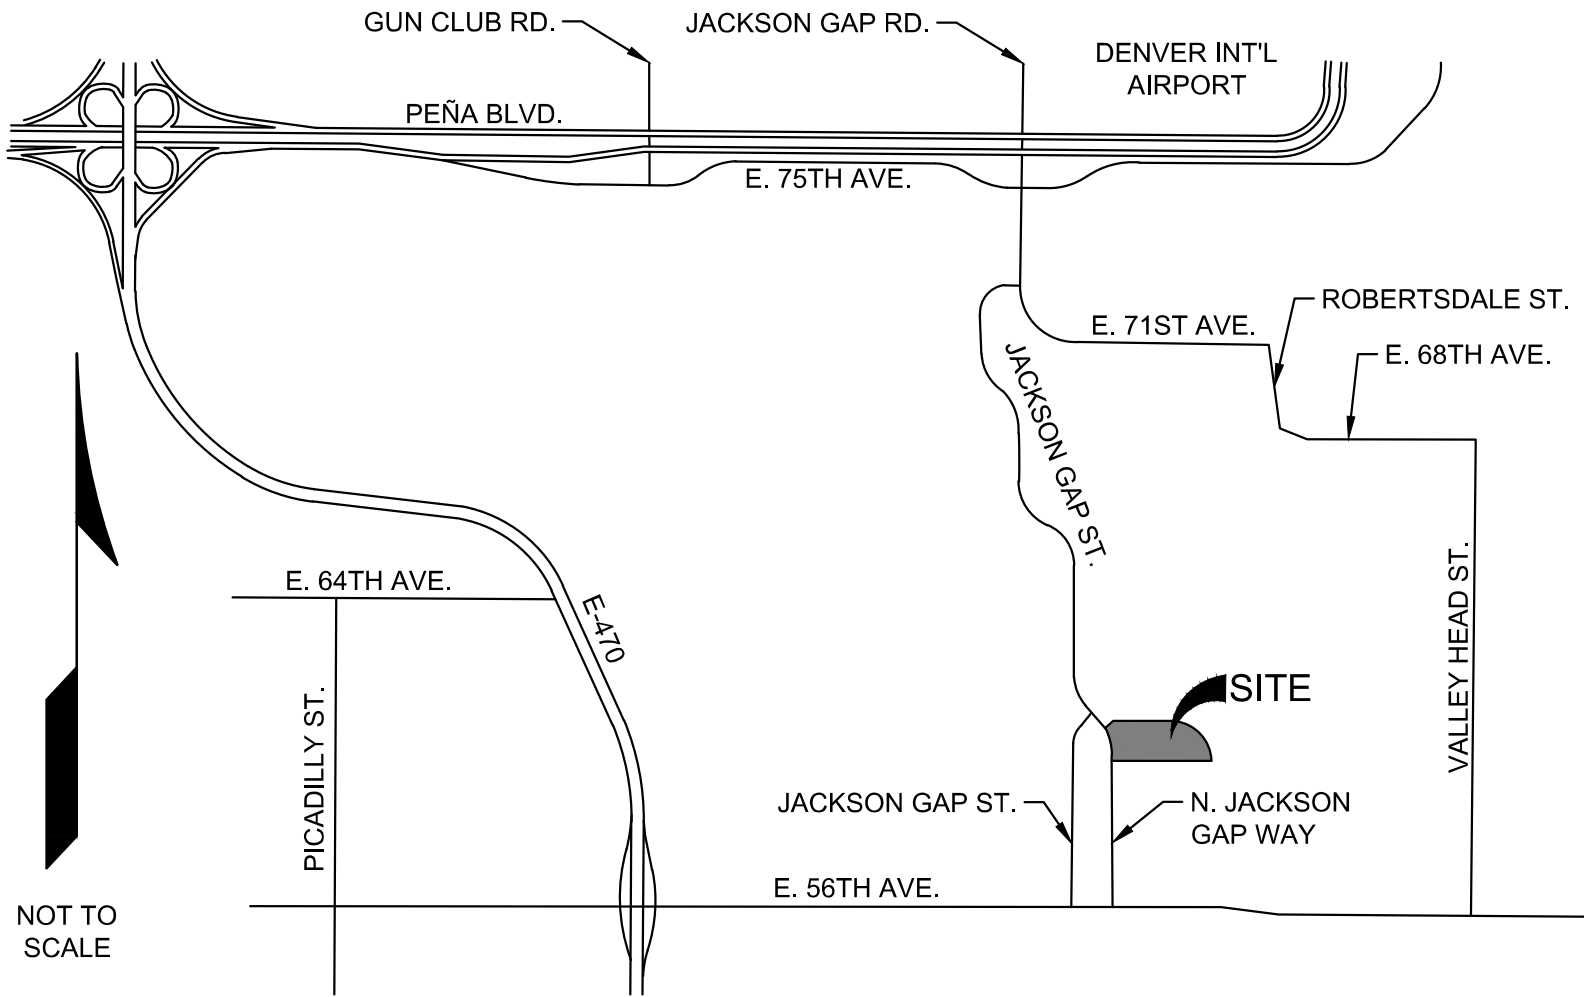 GUN CLUB RD.
JACKSON GAP RD.
DENVER INT'L
AIRPORT
PEÑA BLVD.
E. 75TH AVE.
ROBERTSDALE ST.
E. 71ST AVE.
E. 68TH AVE.
JACKSON GAP ST.
E. 64TH AVE.
E-470
VALLEY HEAD ST.
SITE
PICADILLY ST.
JACKSON GAP ST.
N. JACKSON
GAP WAY
E. 56TH AVE.
NOT TO
SCALE